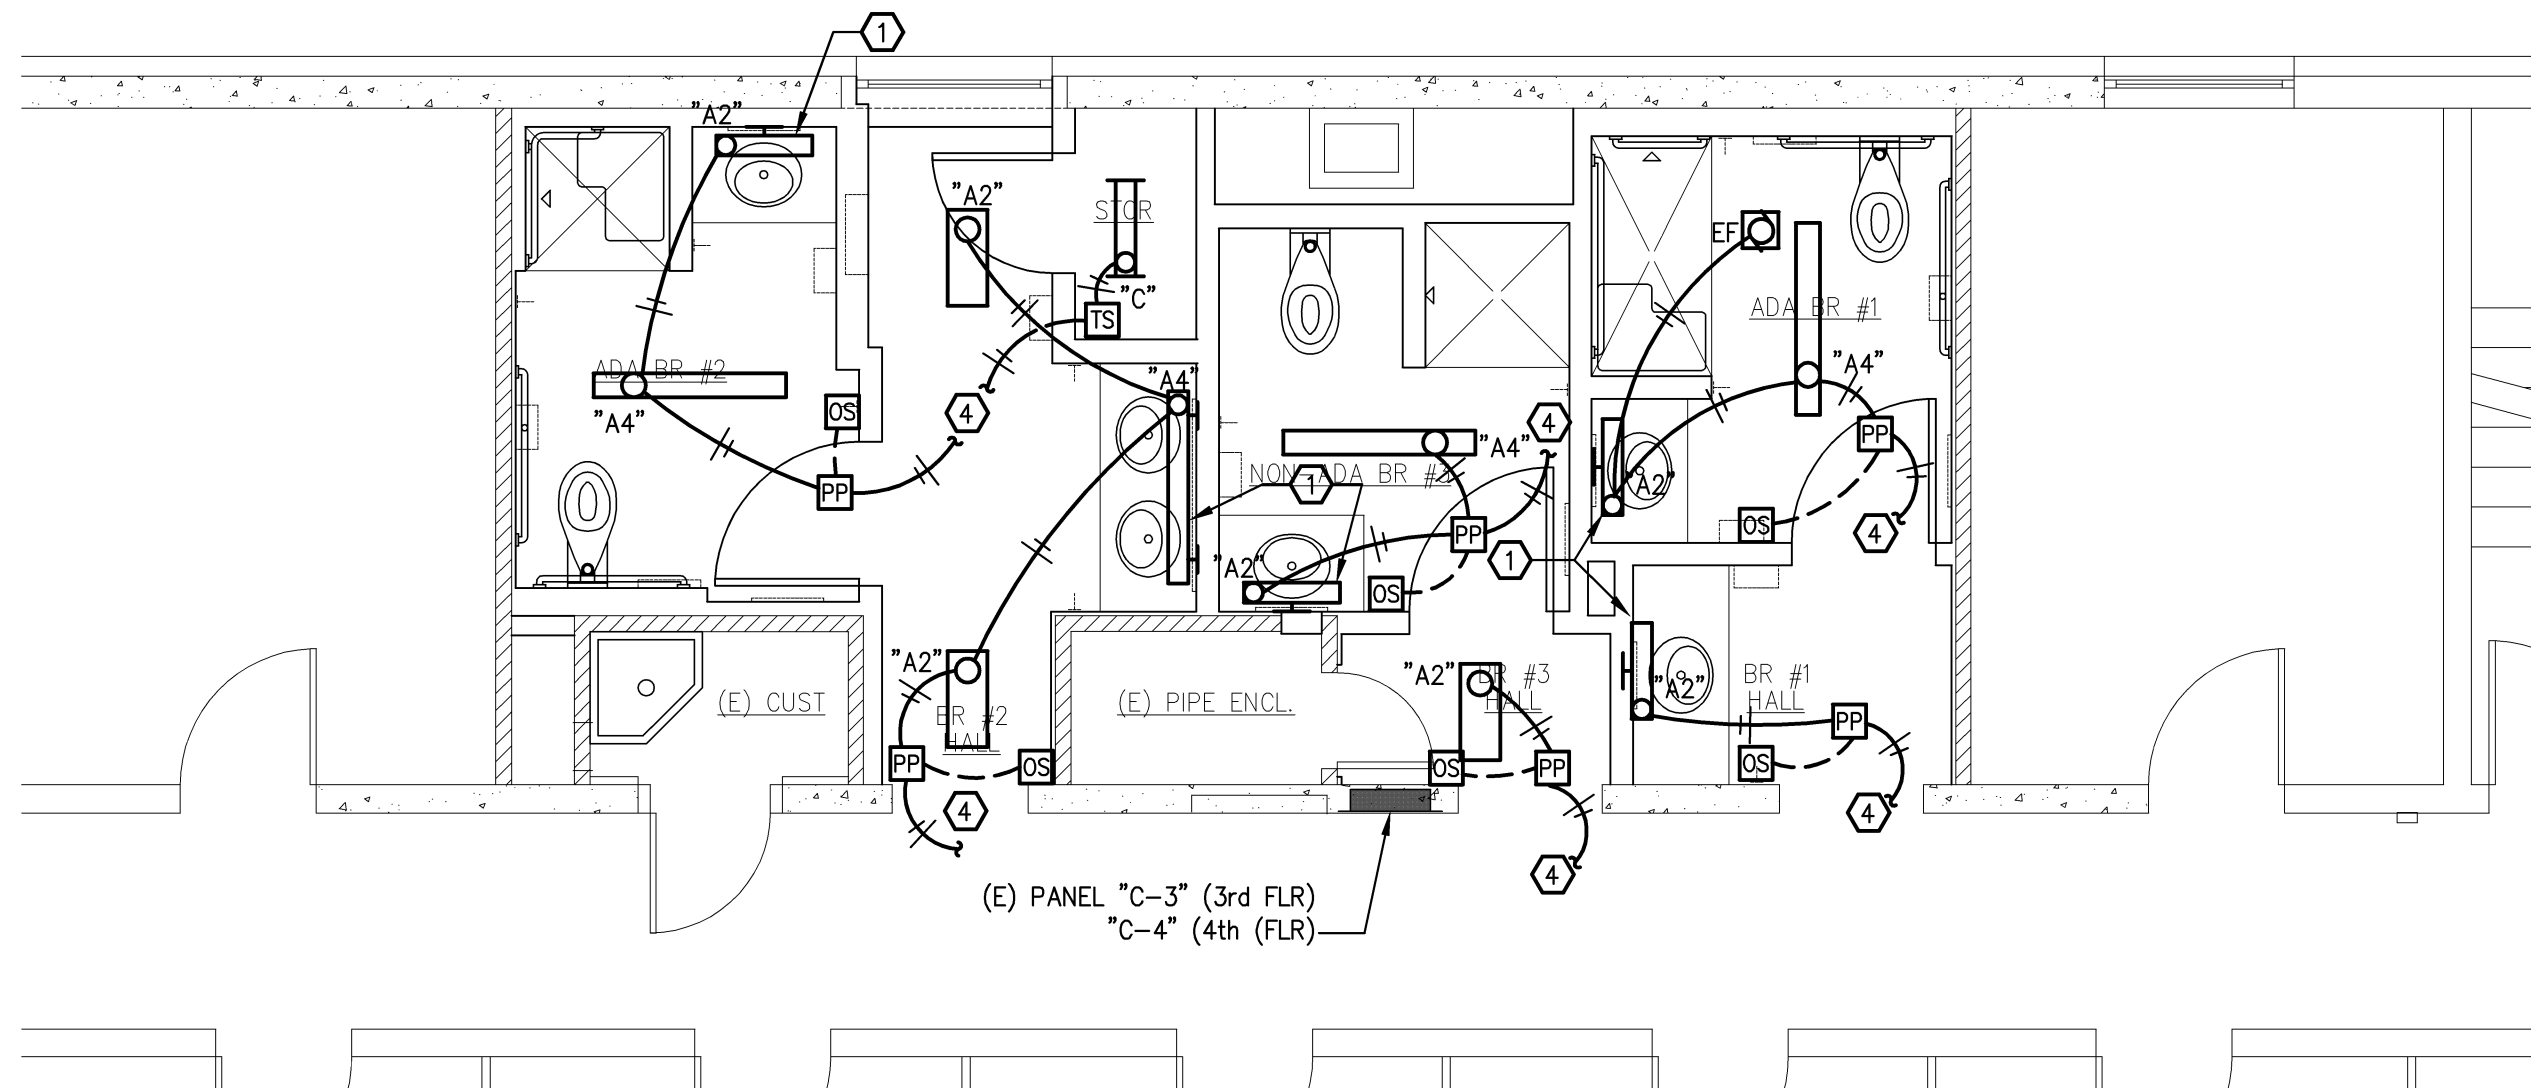 1
"A2"
"A2"
STOR
"C"
TS
EF
ADA BR #1
"A4"
ADA BR #2
"A4"
OS
4
"A4"
4
"A4"
PP
NON-ADA BR #3
1
"A2"
PP
PP
OS
4
1
"A2"
OS
"A2"
"A2"
BR #3
HALL
BR #1
HALL
"A2"
(E) CUST
(E) PIPE ENCL.
BR #2
HALL
PP
PP
OS
OS
PP
OS
4
4
4
(E) PANEL "C-3" (3rd FLR)
"C-4" (4th (FLR)